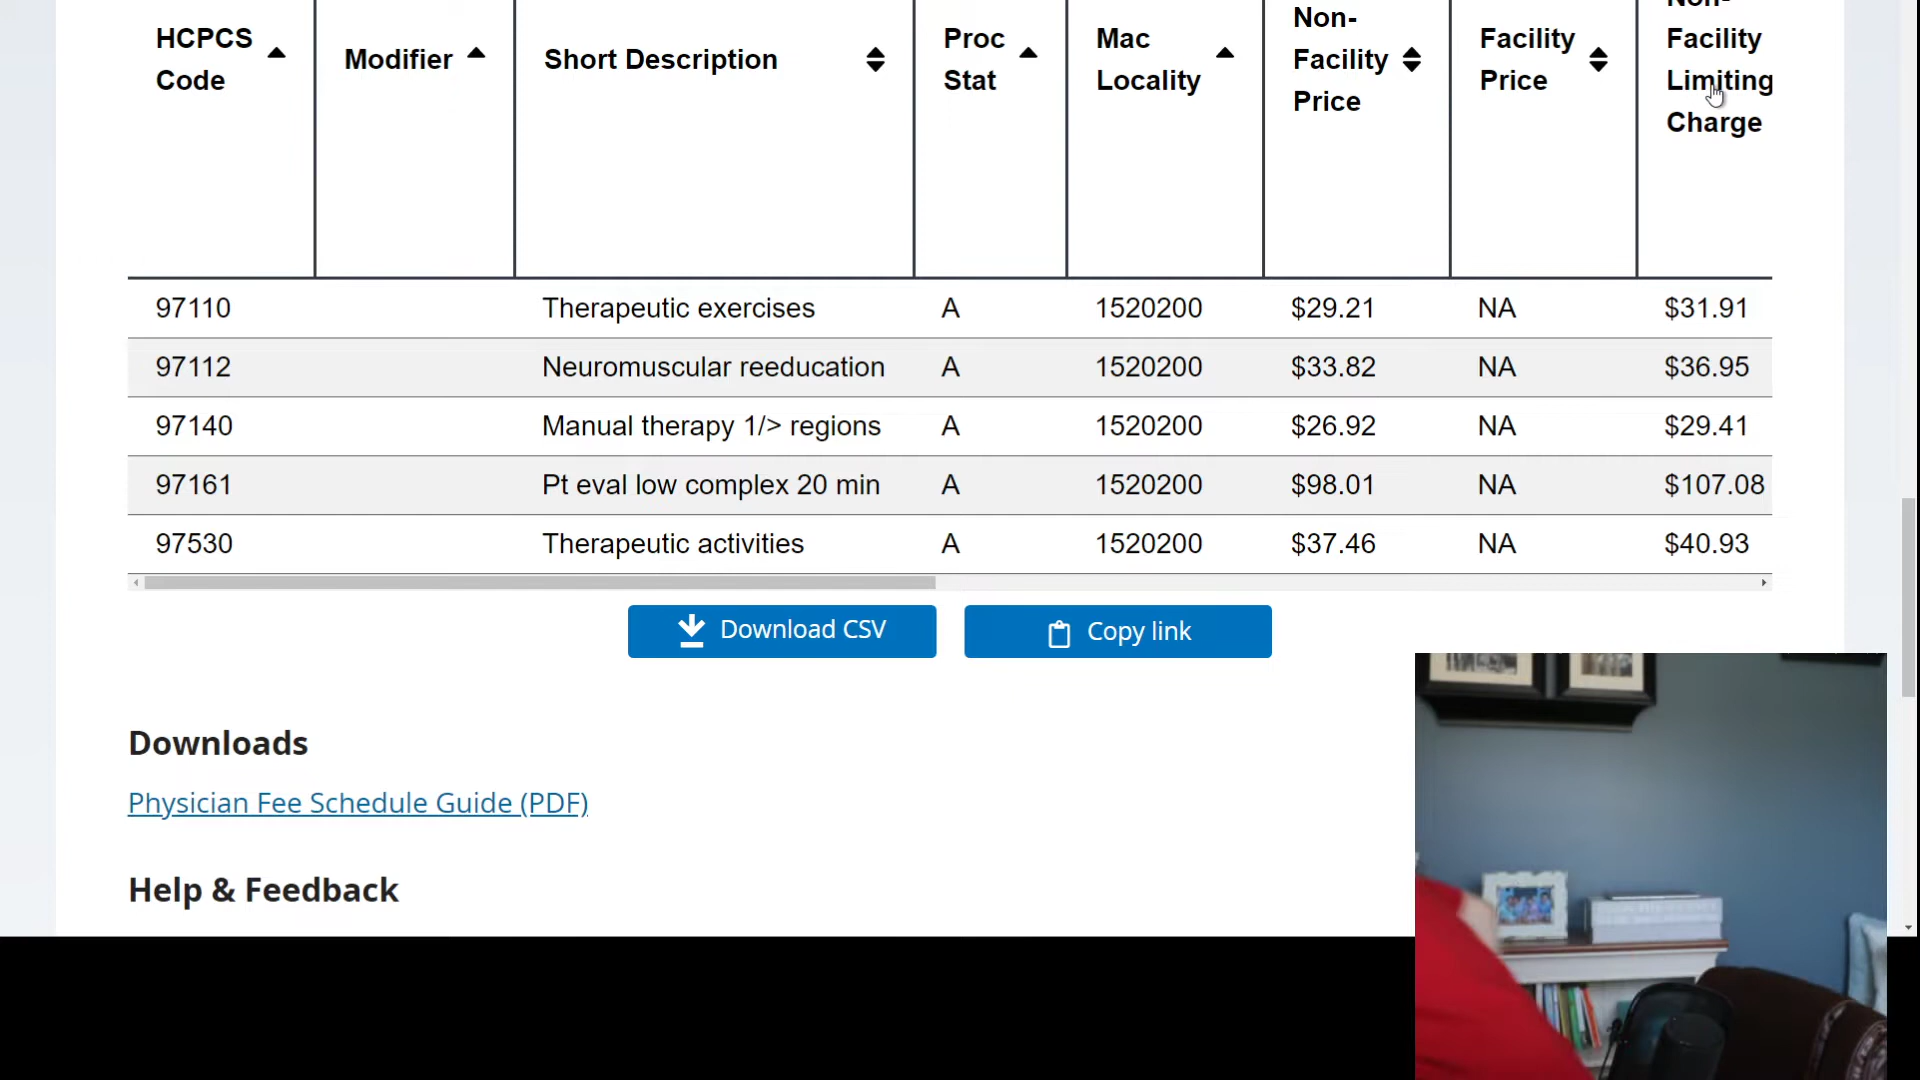 HCPCS Code
Modifier
Short Description
Proc Stat
Mac Locality
Non-Facility Price
Facility Price
Non-Facility Limiting Charge
97110 Therapeutic exercises A 1520200 $29.21 NA $31.91
97112 Neuromuscular reeducation A 1520200 $33.82 NA $36.95
97140 Manual therapy 1/> regions A 1520200 $26.92 NA $29.41
97161 Pt eval low complex 20 min A 1520200 $98.01 NA $107.08
97530 Therapeutic activities A 1520200 $37.46 NA $40.93
Download CSV
Copy link
Downloads
Physician Fee Schedule Guide (PDF)
Help & Feedback